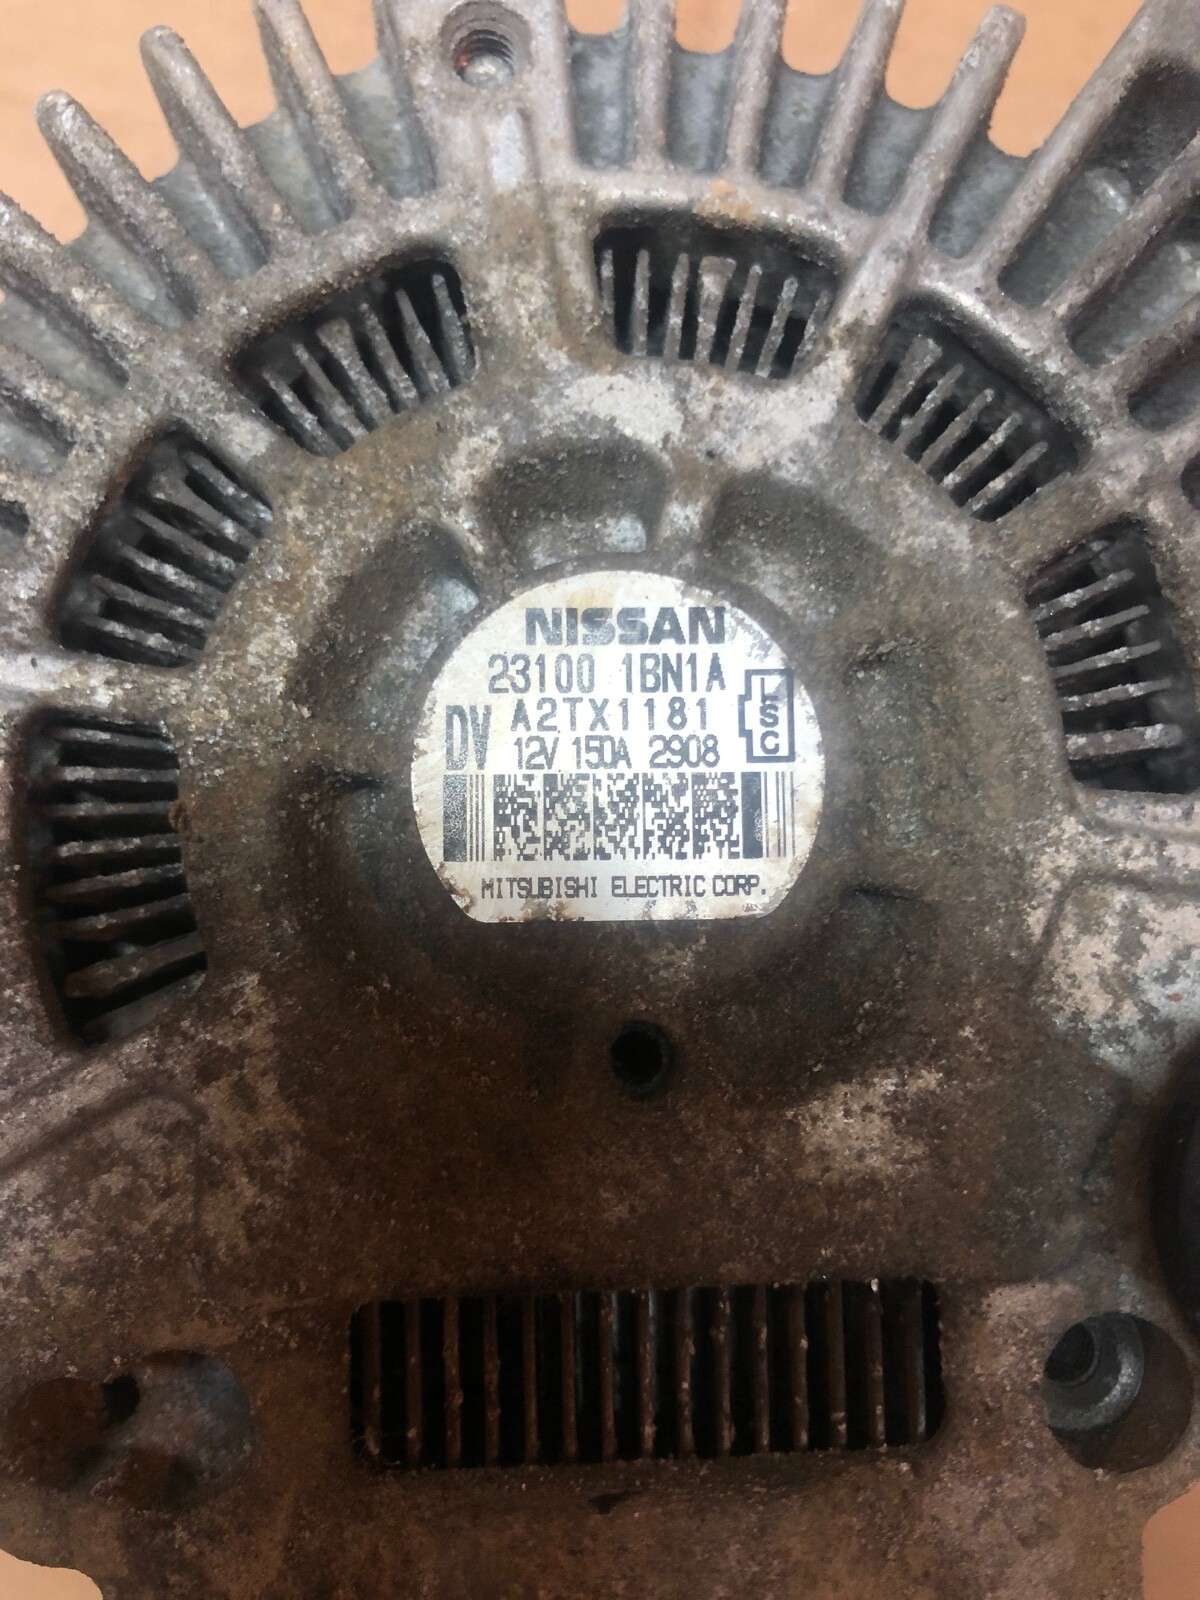 NISSAN
23100 1BN1A
DV A2TX1181 LSC
12V 150A 2908
MITSUBISHI ELECTRIC CORP.